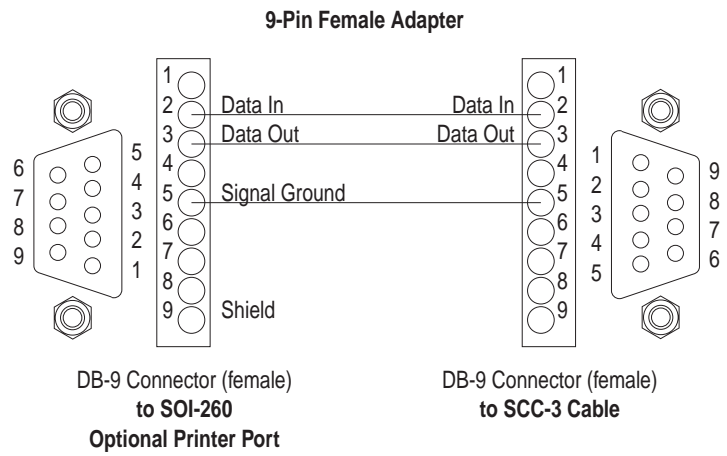 9-Pin Female Adapter
1 1
2 Data In Data In 2
3 Data Out Data Out 3
4 4
5 Signal Ground 5
6 6
7 7
8 8
9 Shield 9
5
6
4
7
3
8
2
9
1
1
9
2
8
3
7
4
6
5
DB-9 Connector (female)
to SOI-260
Optional Printer Port
DB-9 Connector (female)
to SCC-3 Cable